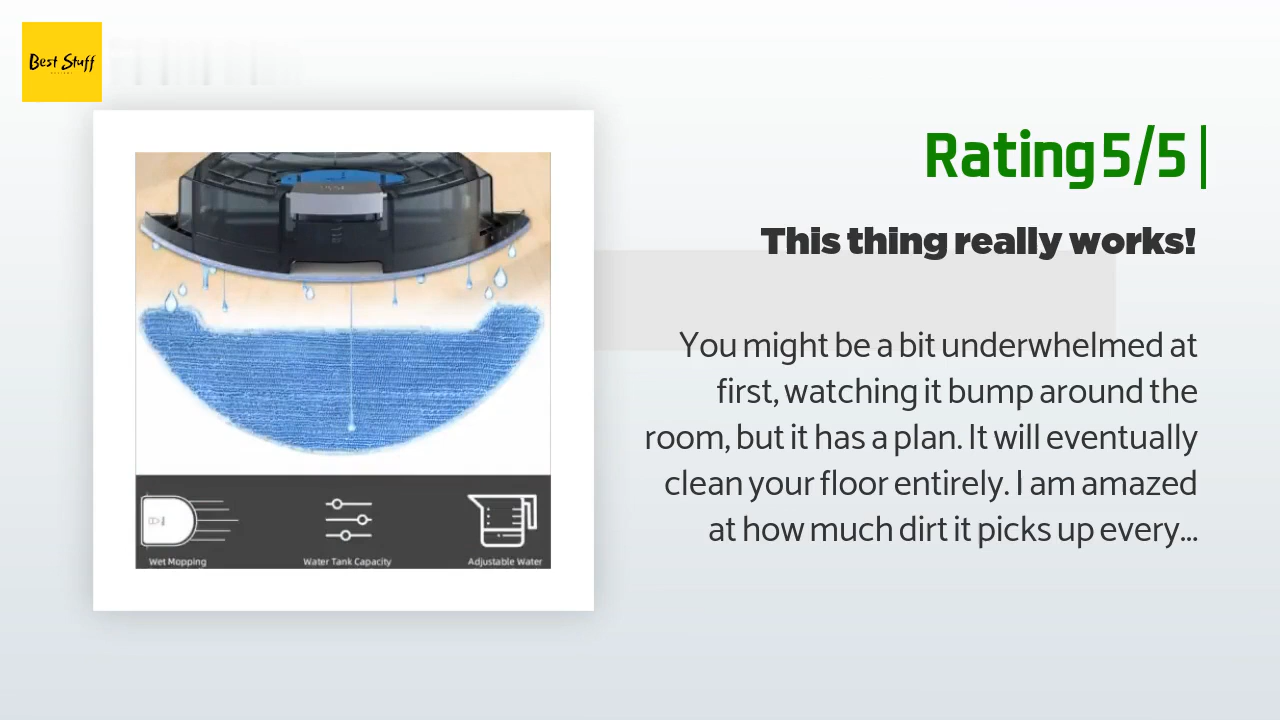 Best Stuff
Rating 5/5 |
This thing really works!
You might be a bit underwhelmed at
first, watching it bump around the
room, but it has a plan. It will eventually
clean your floor entirely. I am amazed
at how much dirt it picks up every...
Wet Mopping
Water Tank Capacity
Adjustable Water